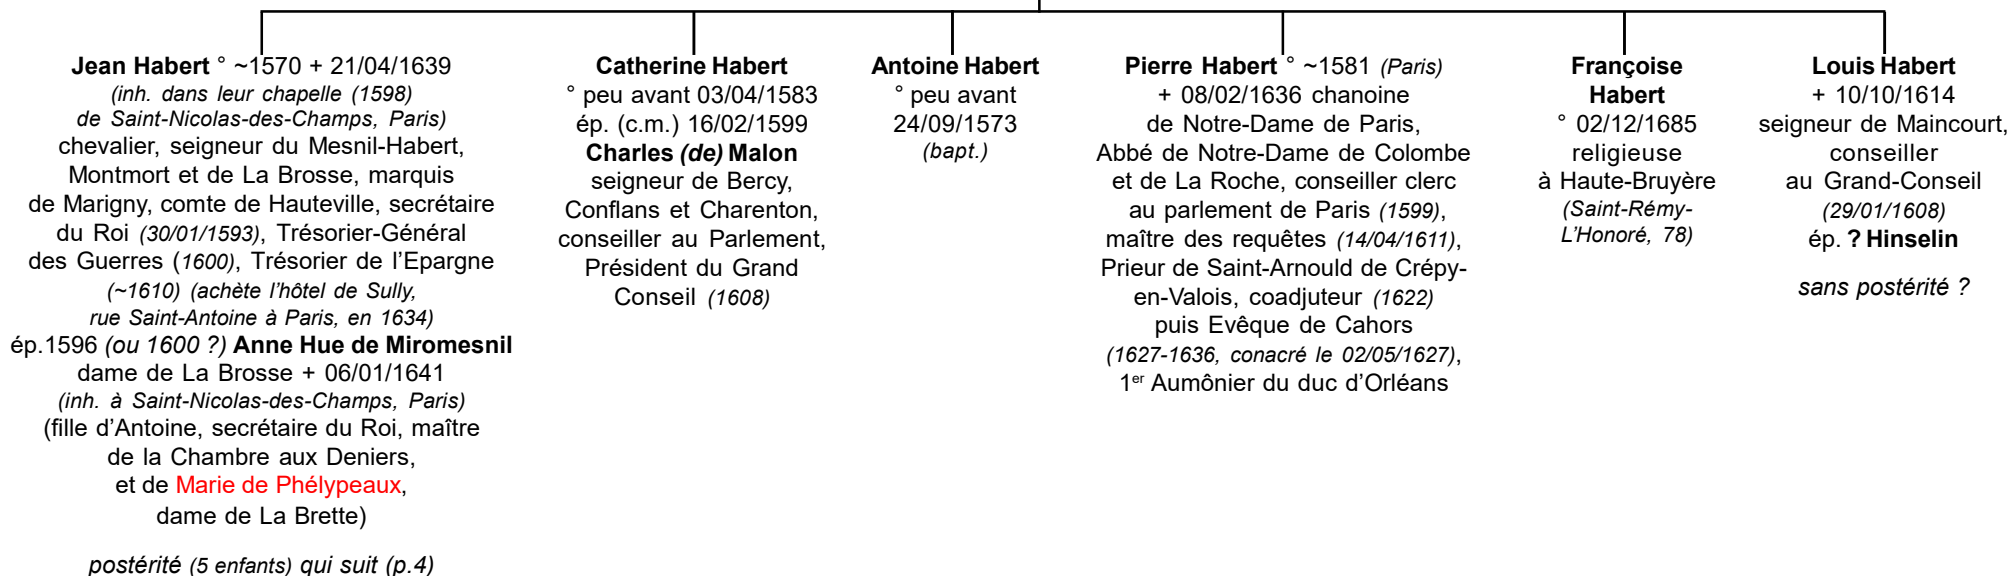 Jean Habert ° ~1570 + 21/04/1639
(inh. dans leur chapelle (1598)
de Saint-Nicolas-des-Champs, Paris)
chevalier, seigneur du Mesnil-Habert,
Montmort et de La Brosse, marquis
de Marigny, comte de Hauteville, secrétaire
du Roi (30/01/1593), Trésorier-Général
des Guerres (1600), Trésorier de l'Epargne
(~1610) (achète l'hôtel de Sully,
rue Saint-Antoine à Paris, en 1634)
ép.1596 (ou 1600 ?) Anne Hue de Miromesnil
dame de La Brosse + 06/01/1641
(inh. à Saint-Nicolas-des-Champs, Paris)
(fille d'Antoine, secrétaire du Roi, maître
de la Chambre aux Deniers,
et de Marie de Phélypeaux,
dame de La Brette)
postérité (5 enfants) qui suit (p.4)
Catherine Habert
° peu avant 03/04/1583
ép. (c.m.) 16/02/1599
Charles (de) Malon
seigneur de Bercy,
Conflans et Charenton,
conseiller au Parlement,
Président du Grand
Conseil (1608)
Antoine Habert
° peu avant
24/09/1573
(bapt.)
Pierre Habert ° ~1581 (Paris)
+ 08/02/1636 chanoine
de Notre-Dame de Paris,
Abbé de Notre-Dame de Colombe
et de La Roche, conseiller clerc
au parlement de Paris (1599),
maître des requêtes (14/04/1611),
Prieur de Saint-Arnould de Crépy-
en-Valois, coadjuteur (1622)
puis Evêque de Cahors
(1627-1636, conacré le 02/05/1627),
1er Aumônier du duc d'Orléans
Françoise
Habert
° 02/12/1685
religieuse
à Haute-Bruyère
(Saint-Rémy-
L'Honoré, 78)
Louis Habert
+ 10/10/1614
seigneur de Maincourt,
conseiller
au Grand-Conseil
(29/01/1608)
ép. ? Hinselin
sans postérité ?